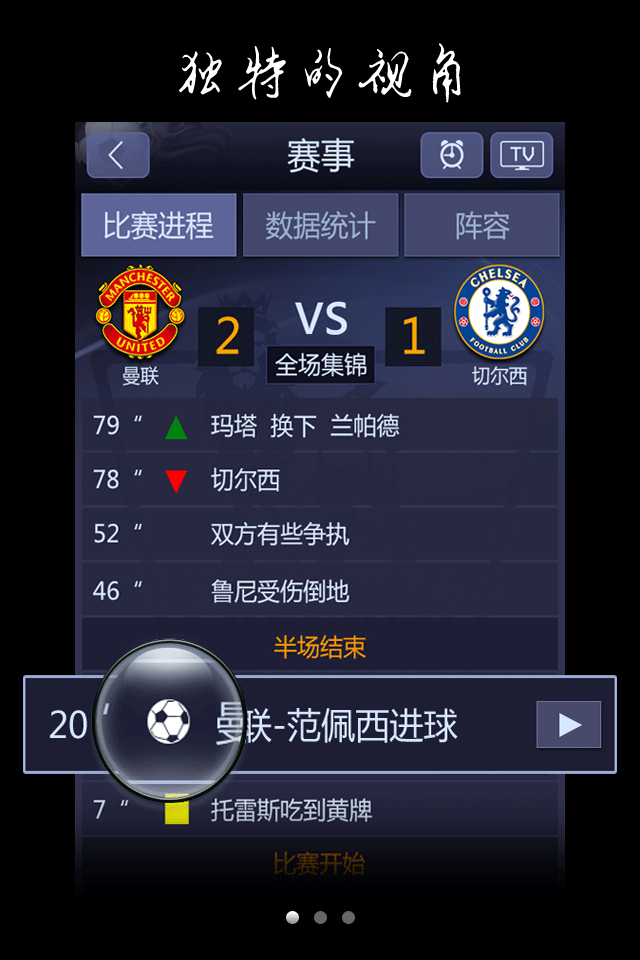 独特的视角
赛事
TV
比赛进程 数据统计 阵容
MANCHESTER
UNITED
CHELSEA
FOOTBALL CLUB
2 VS 1
全场集锦
曼联 切尔西
79 “ 玛塔 换下 兰帕德
78 “ 切尔西
52 “ 双方有些争执
46 “ 鲁尼受伤倒地
半场结束
20 ‘ 曼联-范佩西进球
7 “ 托雷斯吃到黄牌
比赛开始